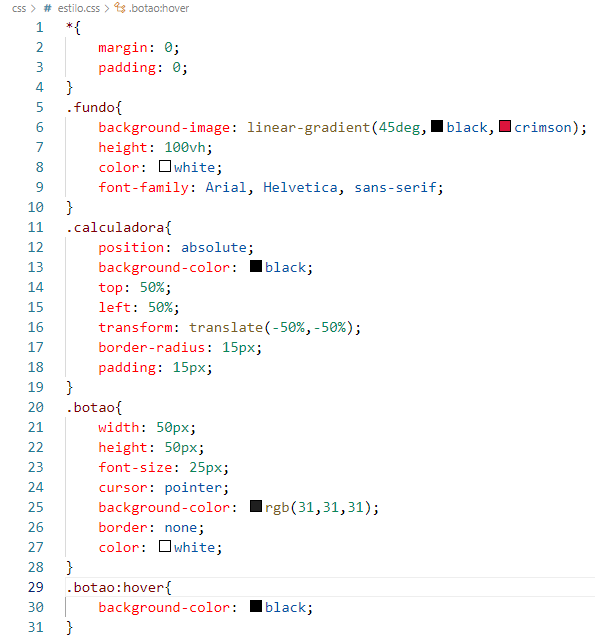 css > # estilo.css > .botao:hover
1 *{
2 margin: 0;
3 padding: 0;
4 }
5 .fundo{
6 background-image: linear-gradient(45deg,black,crimson);
7 height: 100vh;
8 color: white;
9 font-family: Arial, Helvetica, sans-serif;
10 }
11 .calculadora{
12 position: absolute;
13 background-color: black;
14 top: 50%;
15 left: 50%;
16 transform: translate(-50%,-50%);
17 border-radius: 15px;
18 padding: 15px;
19 }
20 .botao{
21 width: 50px;
22 height: 50px;
23 font-size: 25px;
24 cursor: pointer;
25 background-color: rgb(31,31,31);
26 border: none;
27 color: white;
28 }
29 .botao:hover{
30 background-color: black;
31 }